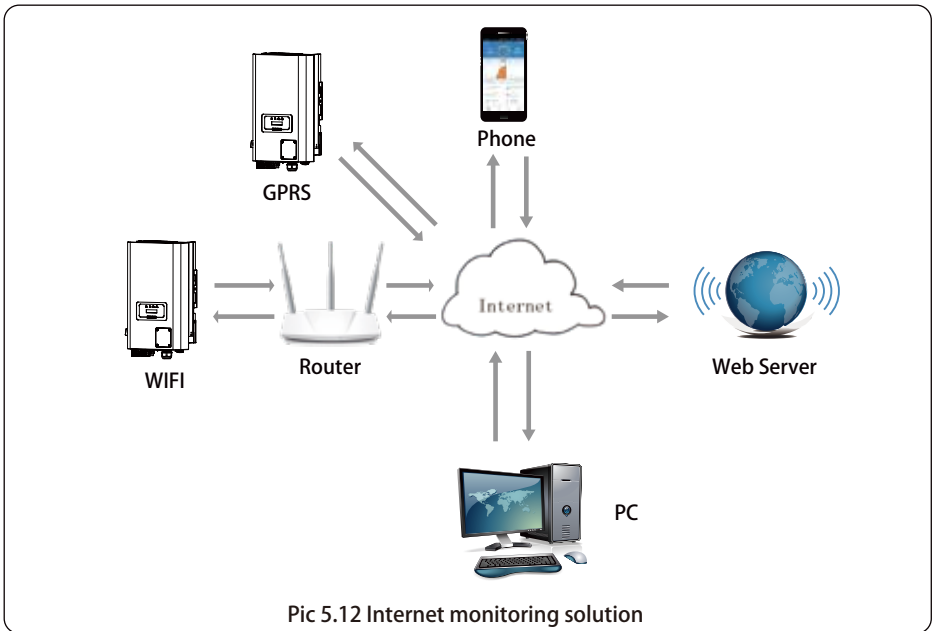 Phone
GPRS
Internet
WIFI
Router
Web Server
PC
Pic 5.12 Internet monitoring solution